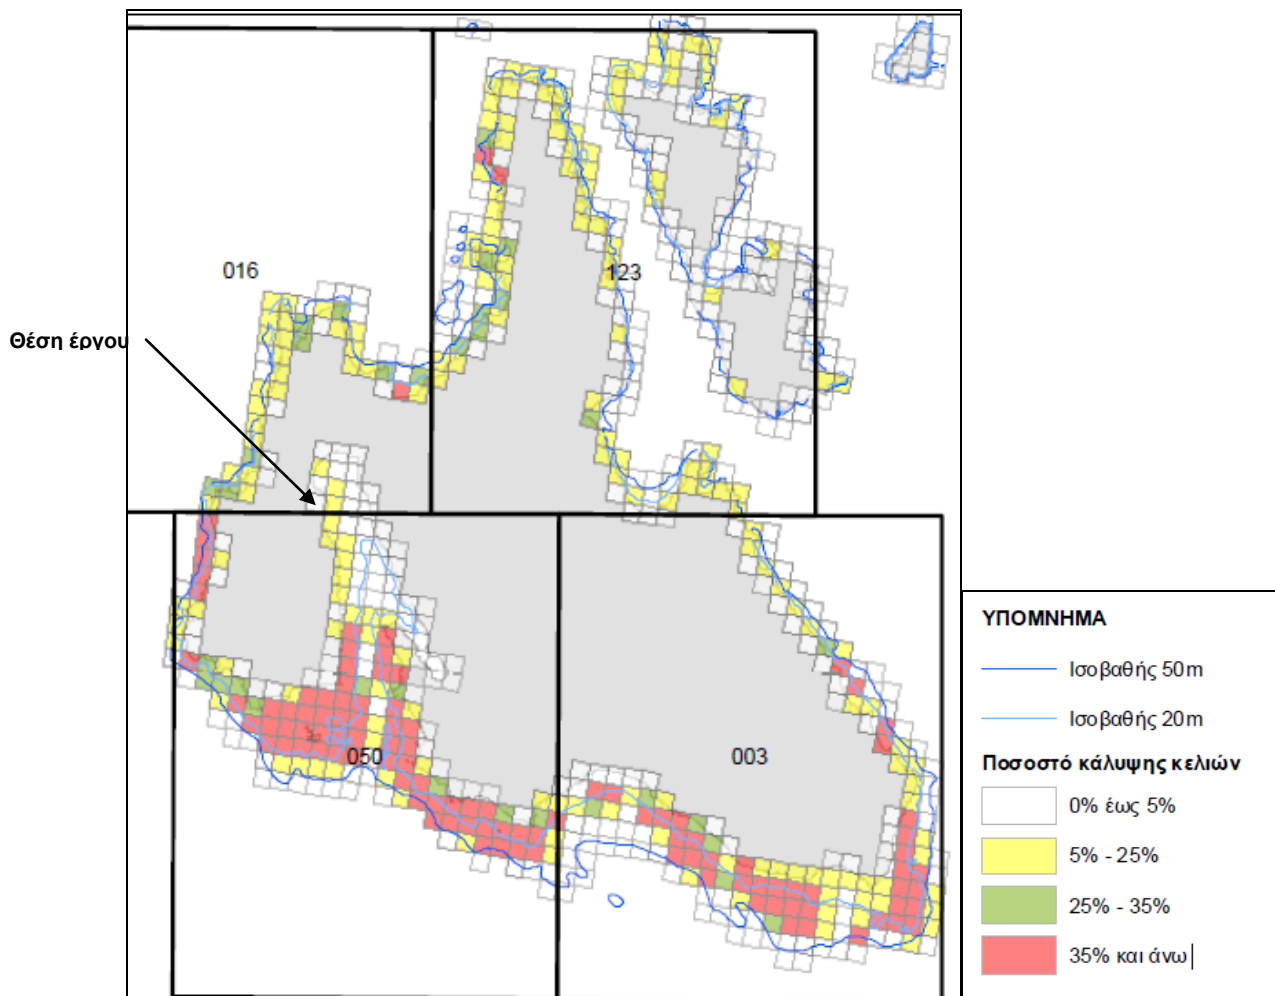 016
123
Θέση έργου
050
003
ΥΠΟΜΝΗΜΑ
Ισοβαθής 50m
Ισοβαθής 20m
Ποσοστό κάλυψης κελιών
0% έως 5%
5% - 25%
25% - 35%
35% και άνω